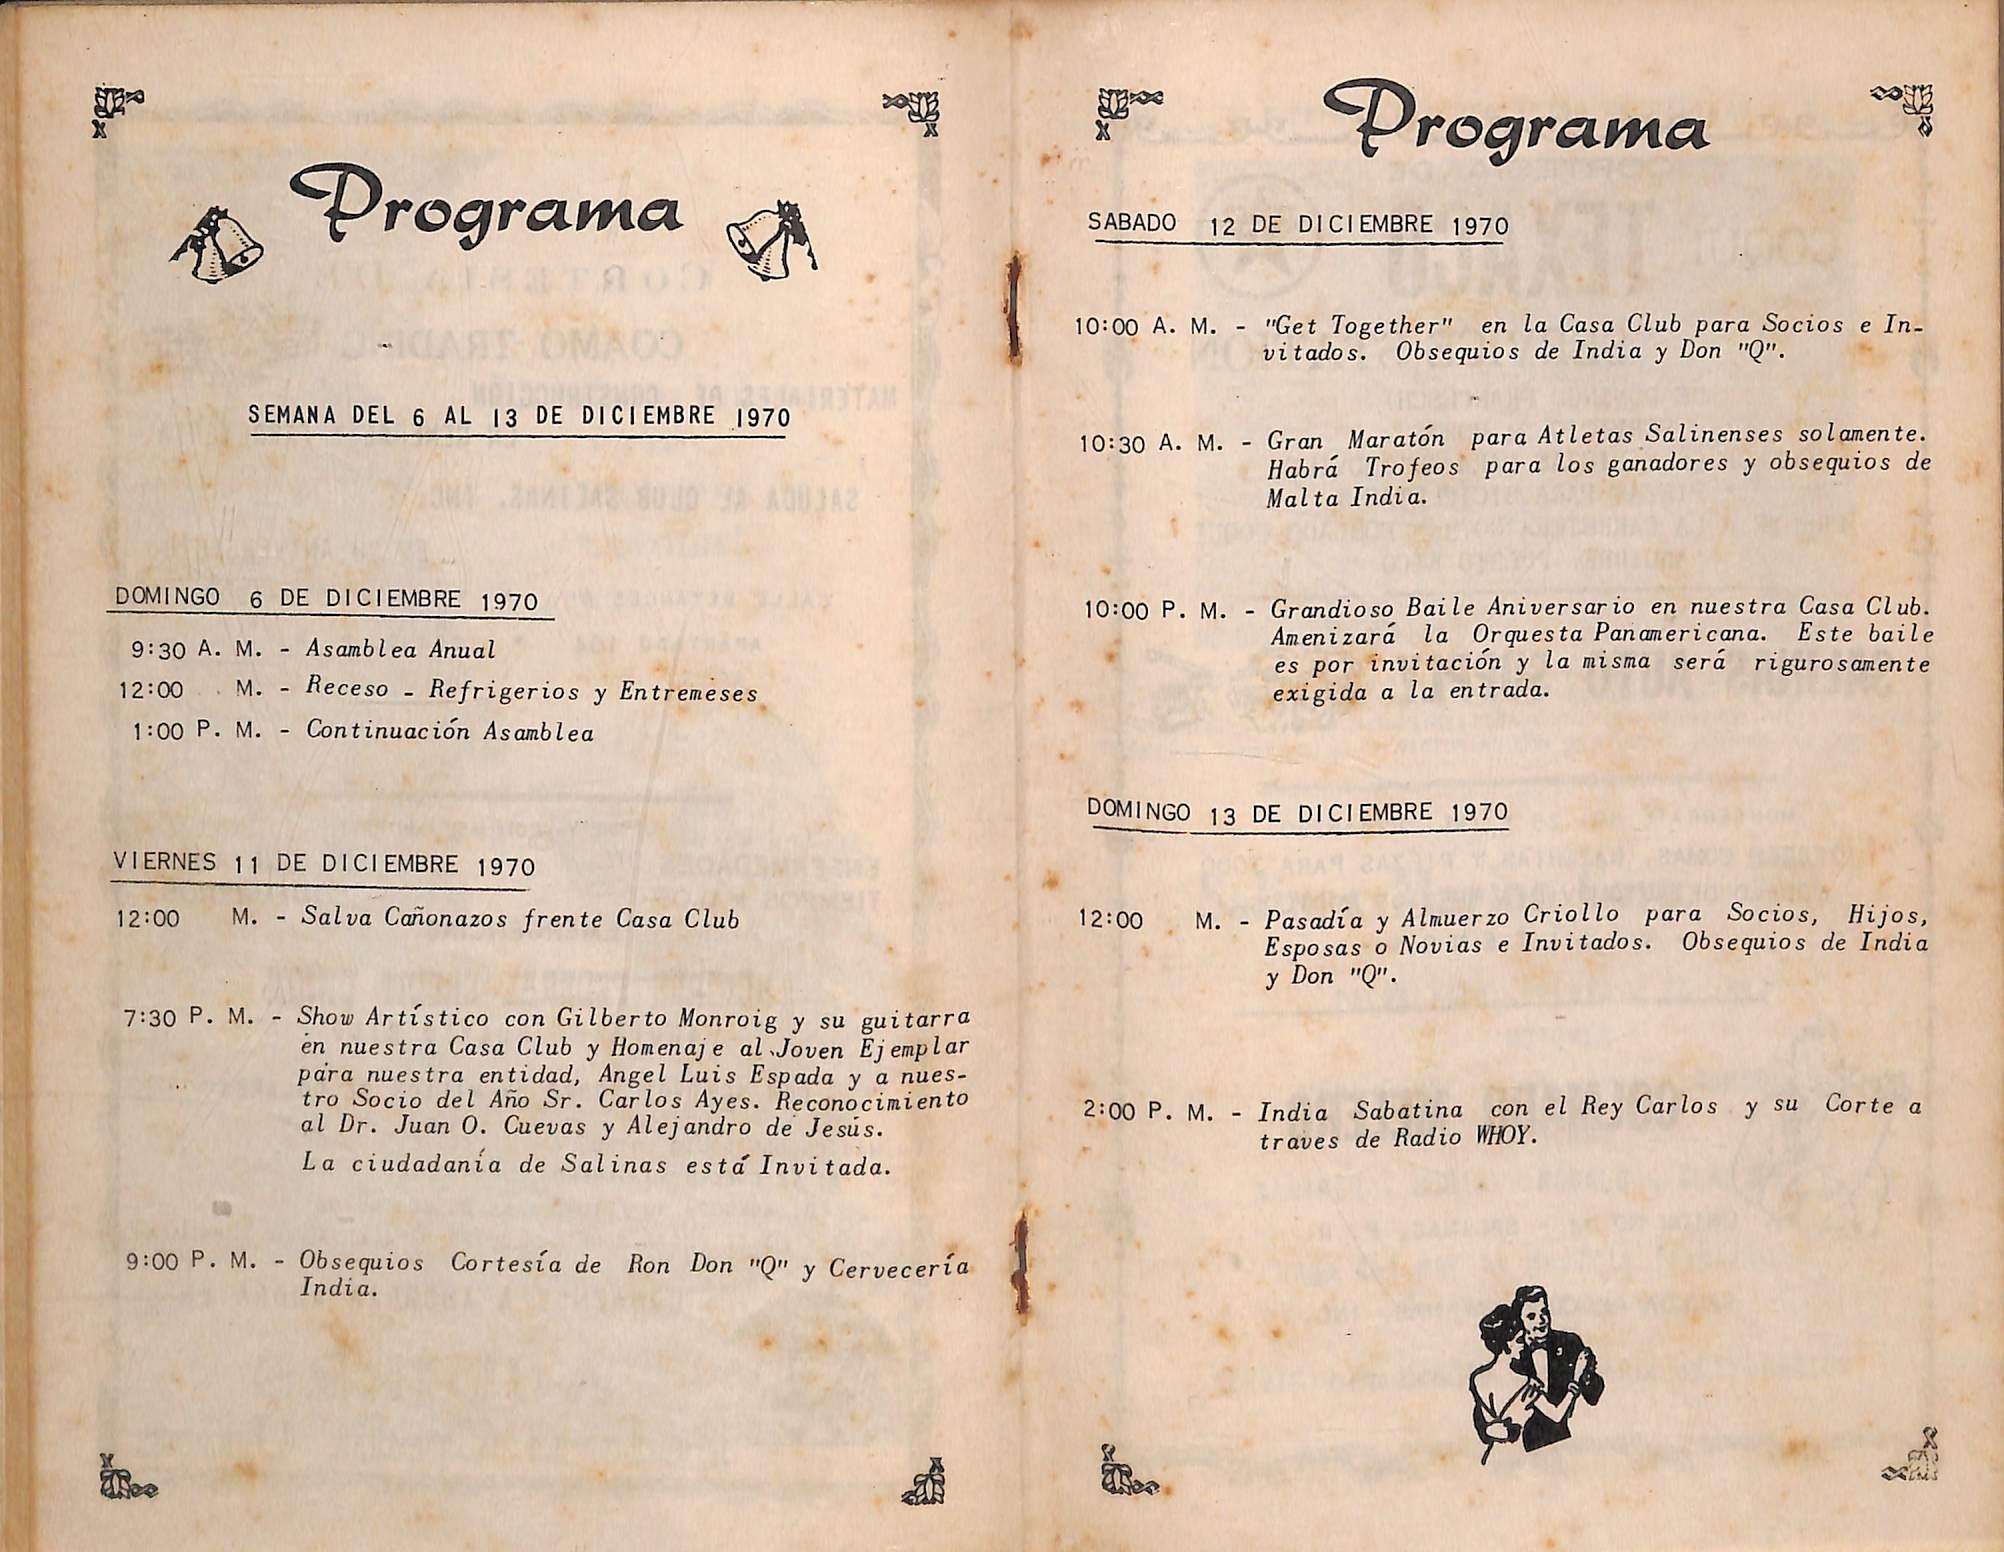 Programa
SEMANA DEL 6 AL 13 DE DICIEMBRE 1970
DOMINGO 6 DE DICIEMBRE 1970
9:30 A. M. - Asamblea Anual
12:00 M. - Receso - Refrigerios y Entremeses
1:00 P. M. - Continuación Asamblea
VIERNES 11 DE DICIEMBRE 1970
12:00 M. - Salva Cañonazos frente Casa Club
7:30 P. M. - Show Artístico con Gilberto Monroig y su guitarra
en nuestra Casa Club y Homenaje al Joven Ejemplar
para nuestra entidad, Angel Luis Espada y a nues-
tro Socio del Año Sr. Carlos Ayes. Reconocimiento
al Dr. Juan O. Cuevas y Alejandro de Jesús.
La ciudadanía de Salinas está Invitada.
9:00 P. M. - Obsequios Cortesía de Ron Don "Q" y Cervecería
India.
Programa
SABADO 12 DE DICIEMBRE 1970
10:00 A. M. - "Get Together" en la Casa Club para Socios e In-
vitados. Obsequios de India y Don "Q".
10:30 A. M. - Gran Maratón para Atletas Salinenses solamente.
Habrá Trofeos para los ganadores y obsequios de
Malta India.
10:00 P. M. - Grandioso Baile Aniversario en nuestra Casa Club.
Amenizará la Orquesta Panamericana. Este baile
es por invitación y la misma será rigurosamente
exigida a la entrada.
DOMINGO 13 DE DICIEMBRE 1970
12:00 M. - Pasadía y Almuerzo Criollo para Socios, Hijos,
Esposas o Novias e Invitados. Obsequios de India
y Don "Q".
2:00 P. M. - India Sabatina con el Rey Carlos y su Corte a
traves de Radio WHOY.